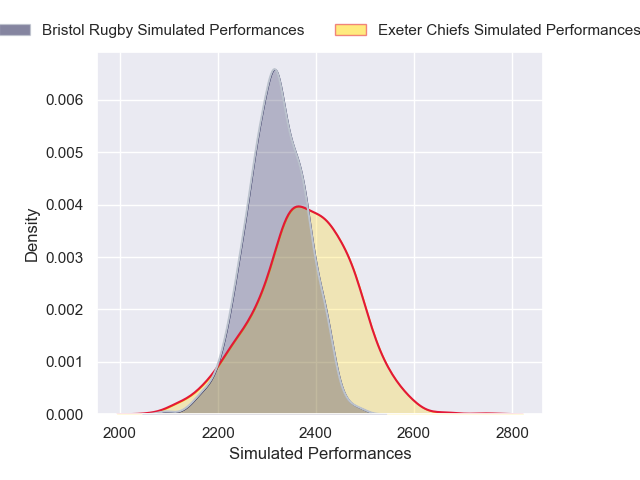 Bristol Rugby Simulated Performances
Exeter Chiefs Simulated Performances
0.006
0.005
0.004
0.003
0.002
0.001
0.000
Density
2000 2200 2400 2600 2800
Simulated Performances